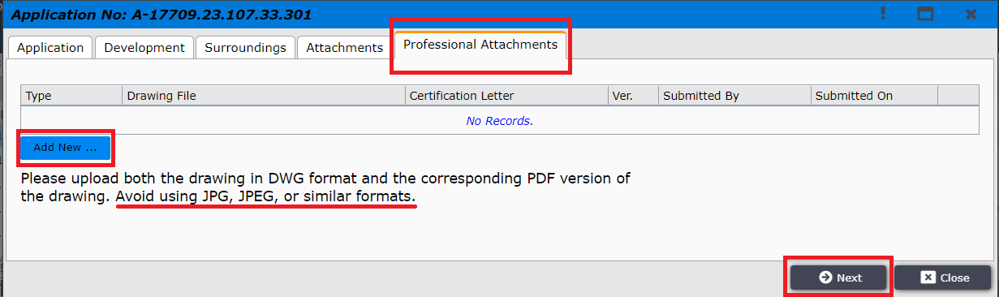 Application No: A-17709.23.107.33.301
Application Development Surroundings Attachments Professional Attachments
Type Drawing File Certification Letter Ver. Submitted By Submitted On
No Records.
Add New ...
Please upload both the drawing in DWG format and the corresponding PDF version of
the drawing. Avoid using JPG, JPEG, or similar formats.
Next Close